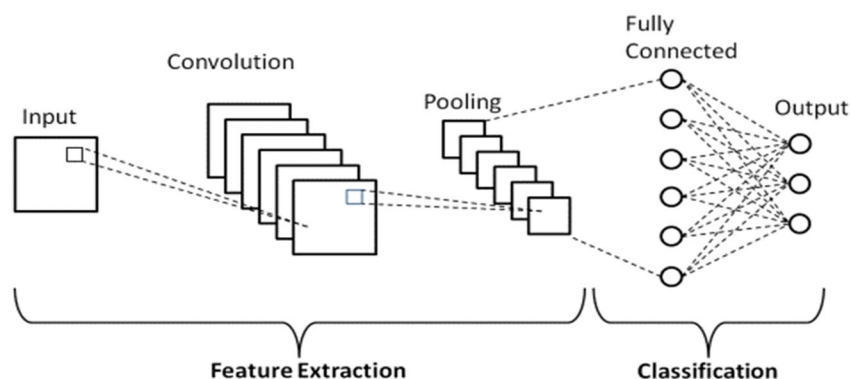 Input
Convolution
Pooling
Fully
Connected
Output
Feature Extraction
Classification